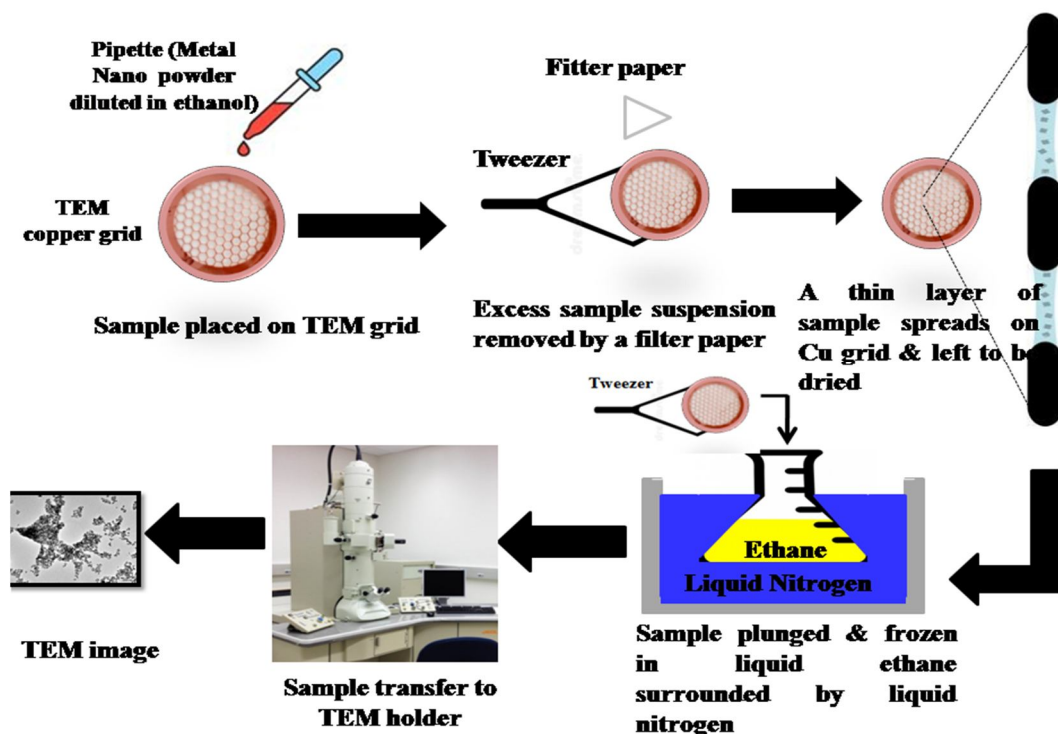 Pipette (Metal
Nano powder
diluted in ethanol)
TEM
copper grid
Sample placed on TEM grid
Fitter paper
Tweezer
Excess sample suspension
removed by a filter paper
A thin layer of
sample spreads on
Cu grid & left to be
dried
Tweezer
Ethane
Liquid Nitrogen
Sample plunged & frozen
in liquid ethane
surrounded by liquid
nitrogen
Sample transfer to
TEM holder
TEM image